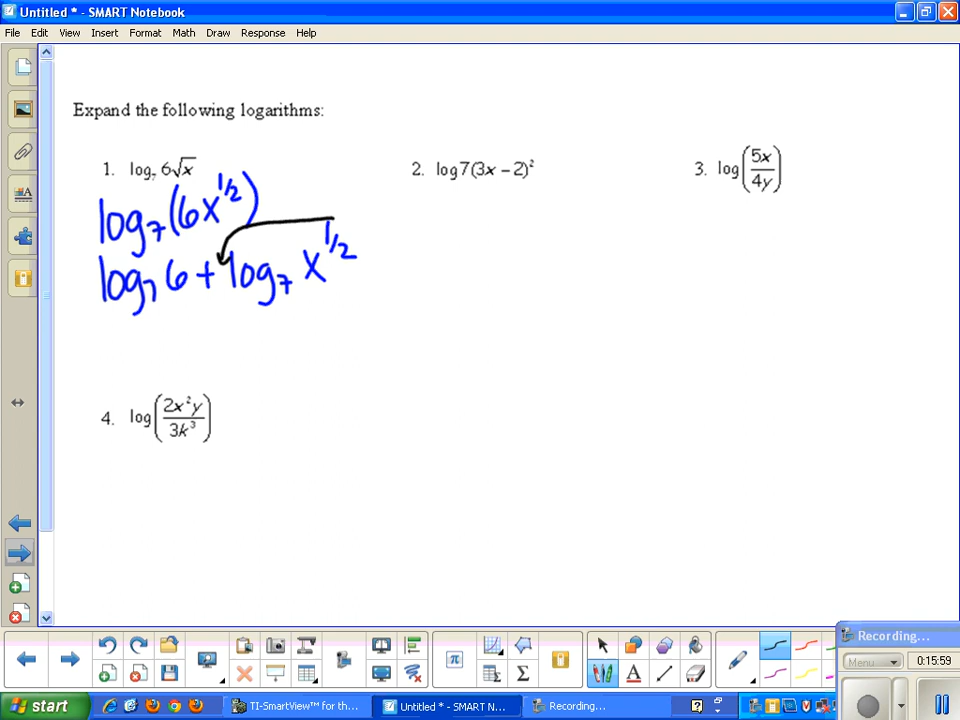 Untitled * - SMART Notebook
File Edit View Insert Format Math Draw Response Help
Expand the following logarithms:
1. log₇ 6√x
2. log 7(3x − 2)²
3. log(5x/4y)
log₇(6x^1/2)
log₇ 6 + log₇ x^1/2
4. log(2x²y/3k³)
Recording...
Menu
0:15:59
start
TI-SmartView™ for th...
Untitled * - SMART N...
Recording...